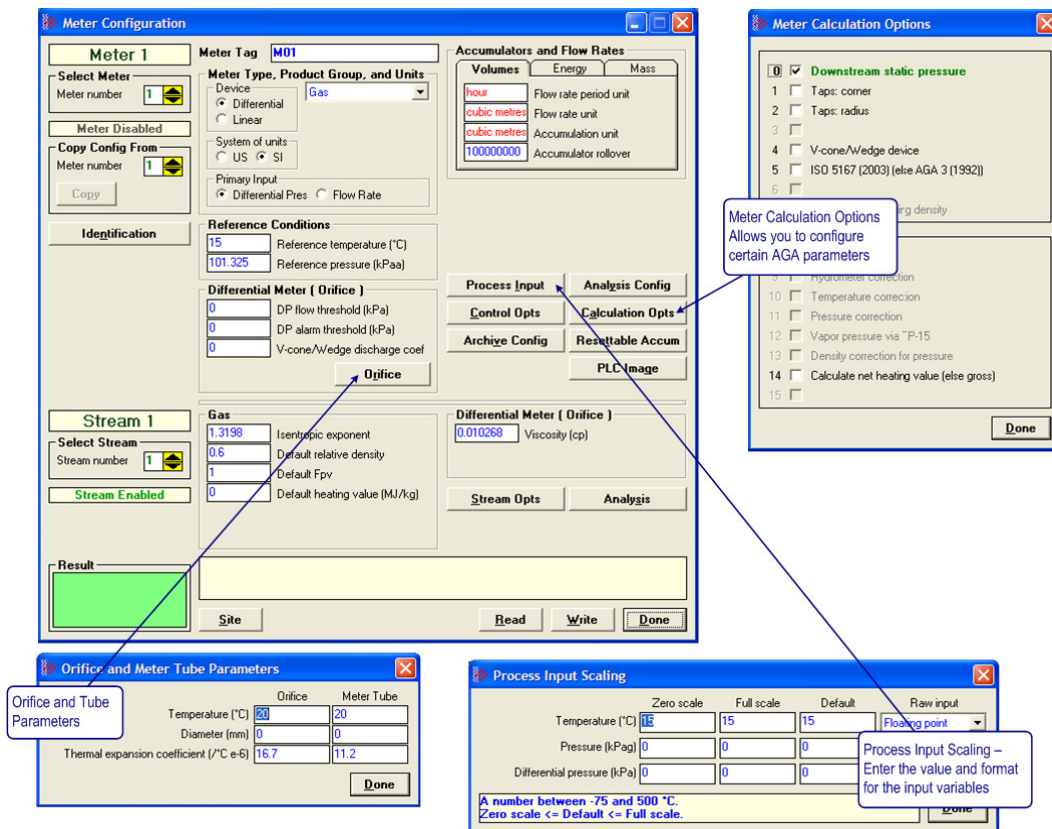 Meter Configuration
Meter 1
Select Meter
Meter number 1
Meter Disabled
Copy Config From
Meter number 1
Copy
Identification
Meter Tag M01
Meter Type, Product Group, and Units
Device
Differential
Linear
Gas
System of units
US SI
Primary Input
Differential Pres Flow Rate
Reference Conditions
15 Reference temperature (°C)
101.325 Reference pressure (kPaa)
Differential Meter ( Orifice )
0 DP flow threshold (kPa)
0 DP alarm threshold (kPa)
0 V-cone/Wedge discharge coef
Orifice
Accumulators and Flow Rates
Volumes Energy Mass
hour Flow rate period unit
cubic metres Flow rate unit
cubic metres Accumulation unit
100000000 Accumulator rollover
Process Input Analysis Config
Control Opts Calculation Opts
Archive Config Resettable Accum
PLC Image
Stream 1
Select Stream
Stream number 1
Stream Enabled
Gas
1.3198 Isentropic exponent
0.6 Default relative density
1 Default Fpv
0 Default heating value (MJ/kg)
Differential Meter ( Orifice )
0.010268 Viscosity (cp)
Stream Opts Analysis
Result
Site Read Write Done
Meter Calculation Options
0 Downstream static pressure
1 Taps: corner
2 Taps: radius
3
4 V-cone/Wedge device
5 ISO 5167 (2003) (else AGA 3 (1992))
6
density
Meter Calculation Options
Allows you to configure
certain AGA parameters
Hydrometer correction
10 Temperature correction
11 Pressure correction
12 Vapor pressure via TP-15
13 Density correction for pressure
14 Calculate net heating value (else gross)
15
Done
Orifice and Meter Tube Parameters
Orifice Meter Tube
Temperature (°C) 20 20
Diameter (mm) 0 0
Thermal expansion coefficient (/°C e-6) 16.7 11.2
Done
Orifice and Tube
Parameters
Process Input Scaling
Zero scale Full scale Default Raw input
Temperature (°C) 15 15 15 Floating point
Pressure (kPag) 0 0 0
Differential pressure (kPa) 0 0 0
Process Input Scaling –
Enter the value and format
for the input variables
A number between -75 and 500 °C.
Zero scale <= Default <= Full scale.
Done